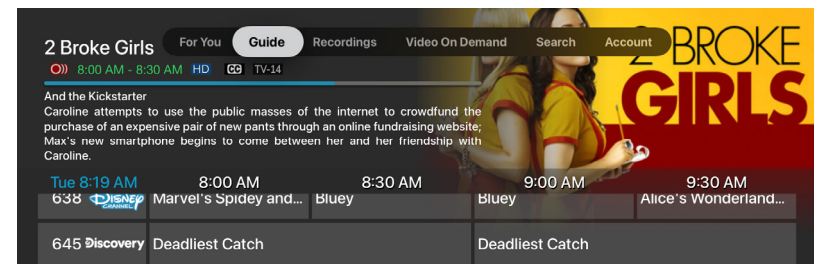 For You Guide Recordings Video On Demand Search Account
2 Broke Girls
8:00 AM - 8:30 AM HD CC TV-14
2 BROKE
GIRLS
And the Kickstarter
Caroline attempts to use the public masses of the internet to crowdfund the
purchase of an expensive pair of new pants through an online fundraising website;
Max's new smartphone begins to come between her and her friendship with
Caroline.
Tue 8:19 AM 8:00 AM 8:30 AM 9:00 AM 9:30 AM
638 Disney CHANNEL Marvel's Spidey and... Bluey Bluey Alice's Wonderland...
645 Discovery Deadliest Catch Deadliest Catch